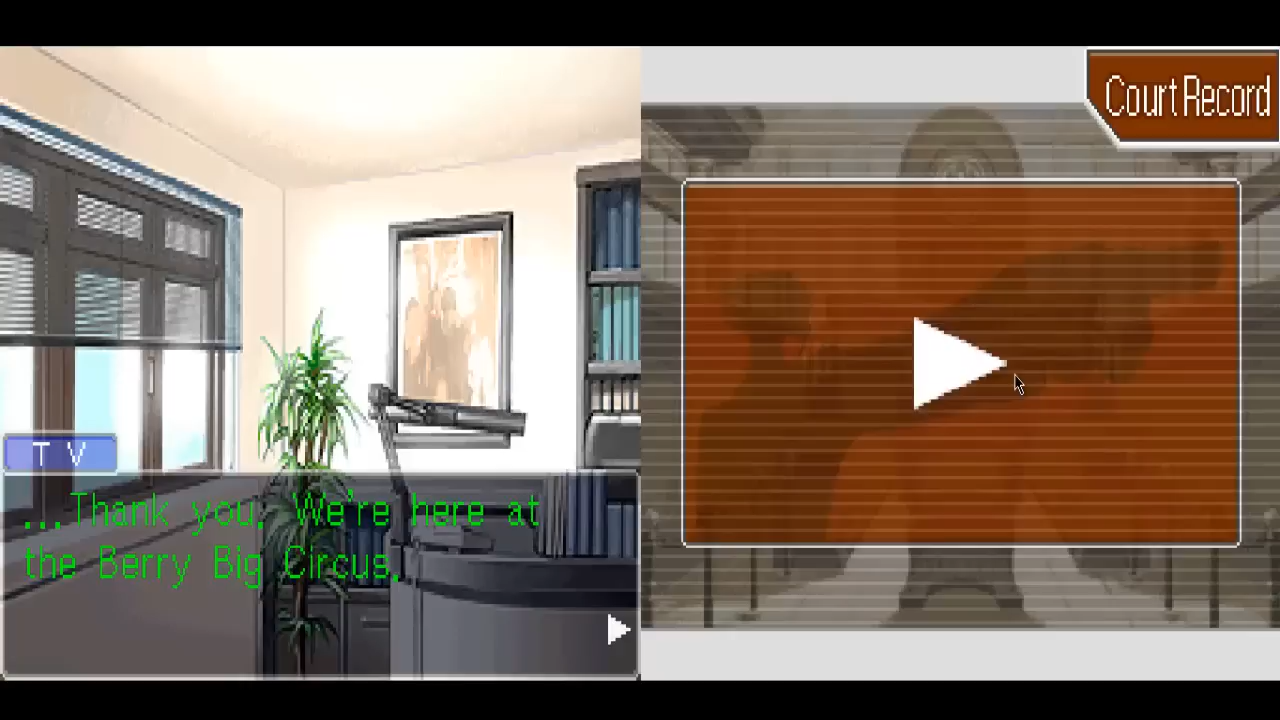 Court Record
T V
...Thank you. We're here at
the Berry Big Circus.